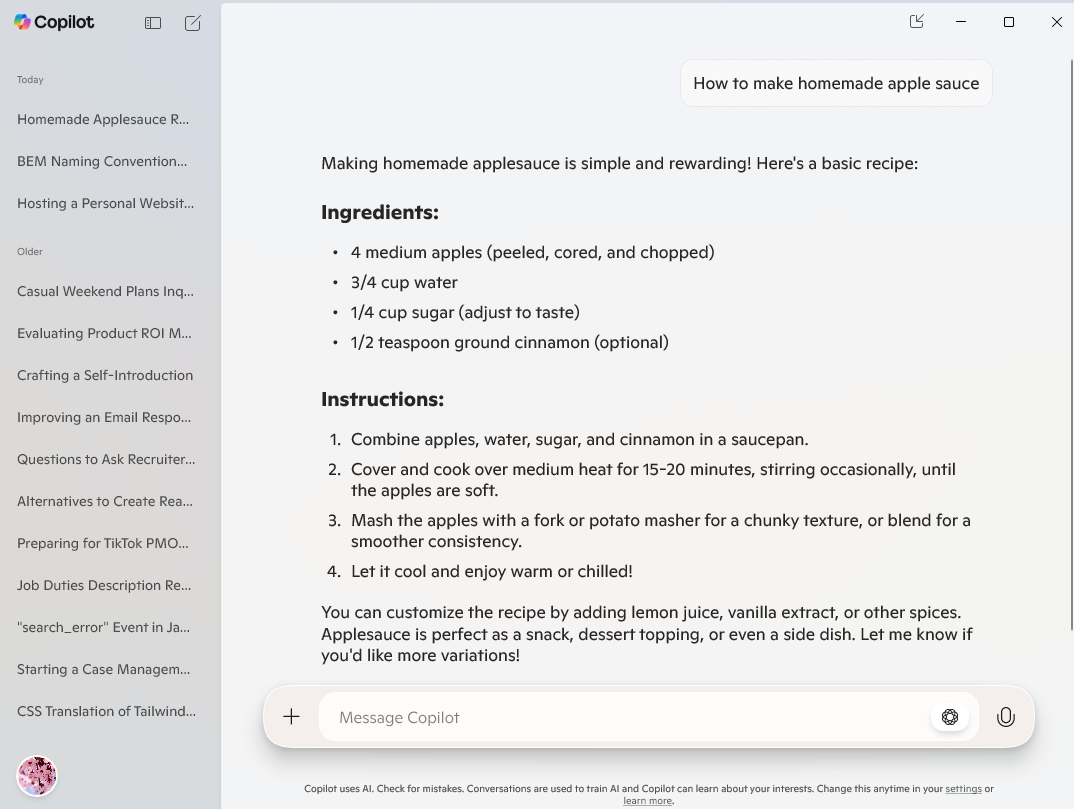 Copilot
Today
Homemade Applesauce R...
BEM Naming Convention...
Hosting a Personal Websit...
Older
Casual Weekend Plans Inq...
Evaluating Product ROI M...
Crafting a Self-Introduction
Improving an Email Respo...
Questions to Ask Recruiter...
Alternatives to Create Rea...
Preparing for TikTok PMO...
Job Duties Description Re...
"search_error" Event in Ja...
Starting a Case Managem...
CSS Translation of Tailwind...
How to make homemade apple sauce
Making homemade applesauce is simple and rewarding! Here's a basic recipe:
Ingredients:
• 4 medium apples (peeled, cored, and chopped)
• 3/4 cup water
• 1/4 cup sugar (adjust to taste)
• 1/2 teaspoon ground cinnamon (optional)
Instructions:
1. Combine apples, water, sugar, and cinnamon in a saucepan.
2. Cover and cook over medium heat for 15-20 minutes, stirring occasionally, until
the apples are soft.
3. Mash the apples with a fork or potato masher for a chunky texture, or blend for a
smoother consistency.
4. Let it cool and enjoy warm or chilled!
You can customize the recipe by adding lemon juice, vanilla extract, or other spices.
Applesauce is perfect as a snack, dessert topping, or even a side dish. Let me know if
you'd like more variations!
Message Copilot
Copilot uses AI. Check for mistakes. Conversations are used to train AI and Copilot can learn about your interests. Change this anytime in your settings or
learn more.